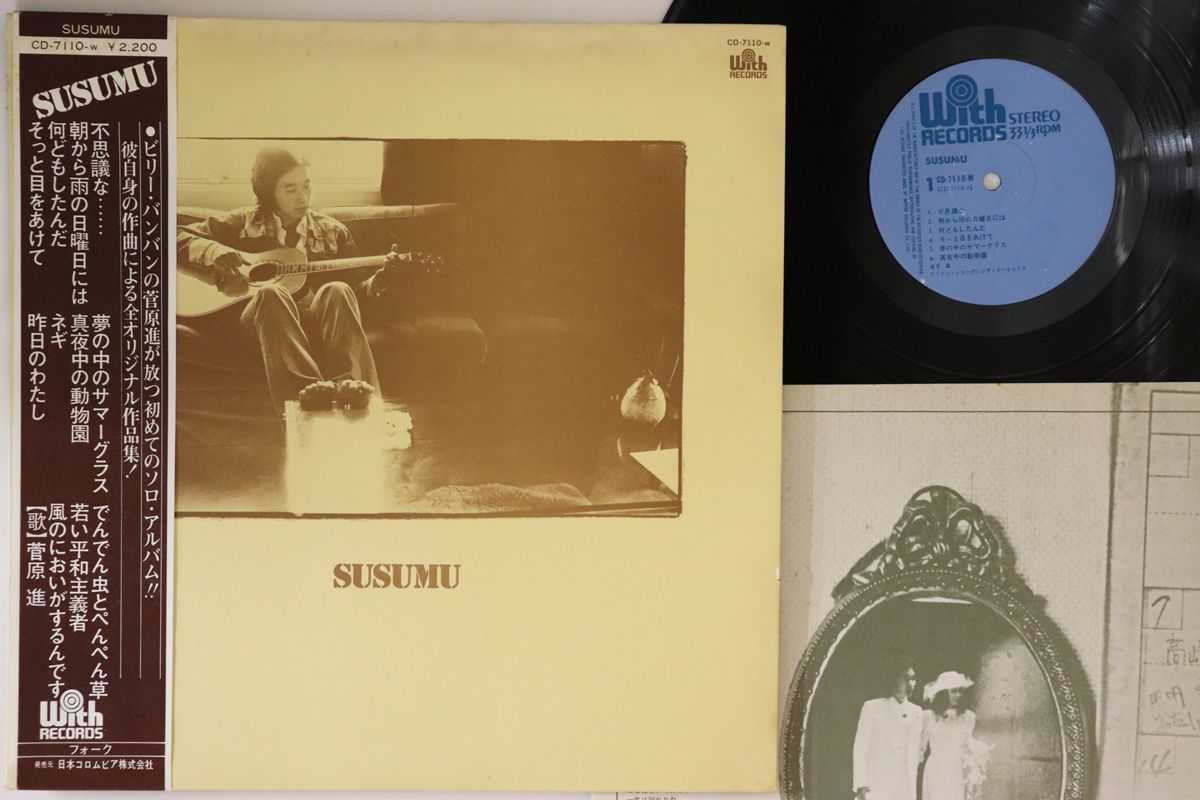 SUSUMU
CD-7110-w ￥2,200
SUSUMU
●ビリー・バンバンの菅原進が放つ初めてのソロ・アルバム!!
彼自身の作曲による全オリジナル作品集!
不思議な……
朝から雨の日曜日には
何どもしたんだ
そっと目をあけて
夢の中のサマーグラス
真夜中の動物園
ネギ
昨日のわたし
でんでん虫とぺんぺん草
若い平和主義者
風のにおいがするんです
【歌】菅原 進
With
RECORDS
フォーク
発売元 日本コロムビア株式会社
CD-7110-w
With
RECORDS
SUSUMU
With
RECORDS
STEREO
33 1/3 RPM
SUSUMU
1 CD-7110-W
(CD-7110-A)
1. 不思議な…
2. 朝から雨の日曜日には
3. 何どもしたんだ
4. そーと目をあけて
5. 夢の中のサマーグラス
6. 真夜中の動物園
菅原 進